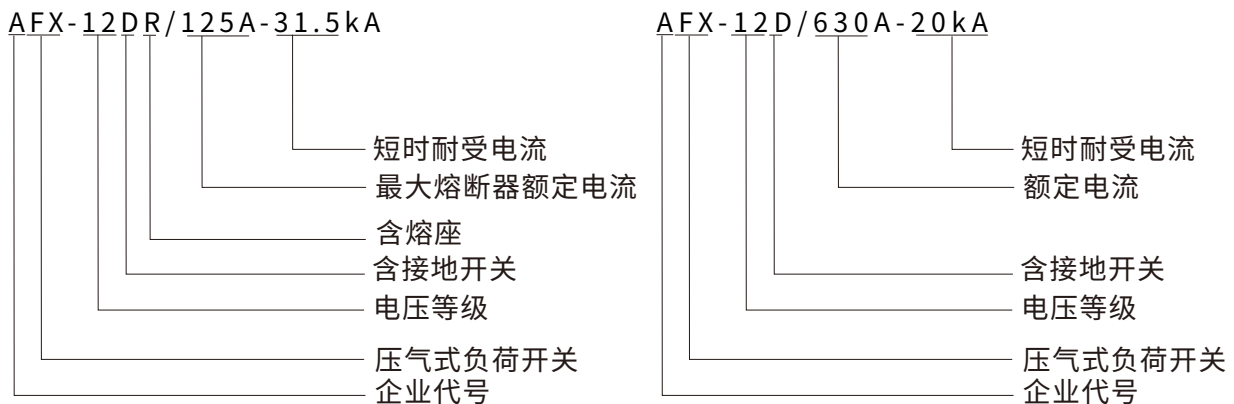 AFX-12DR/125A-31.5kA
短时耐受电流
最大熔断器额定电流
含熔座
含接地开关
电压等级
压气式负荷开关
企业代号
AFX-12D/630A-20kA
短时耐受电流
额定电流
含接地开关
电压等级
压气式负荷开关
企业代号